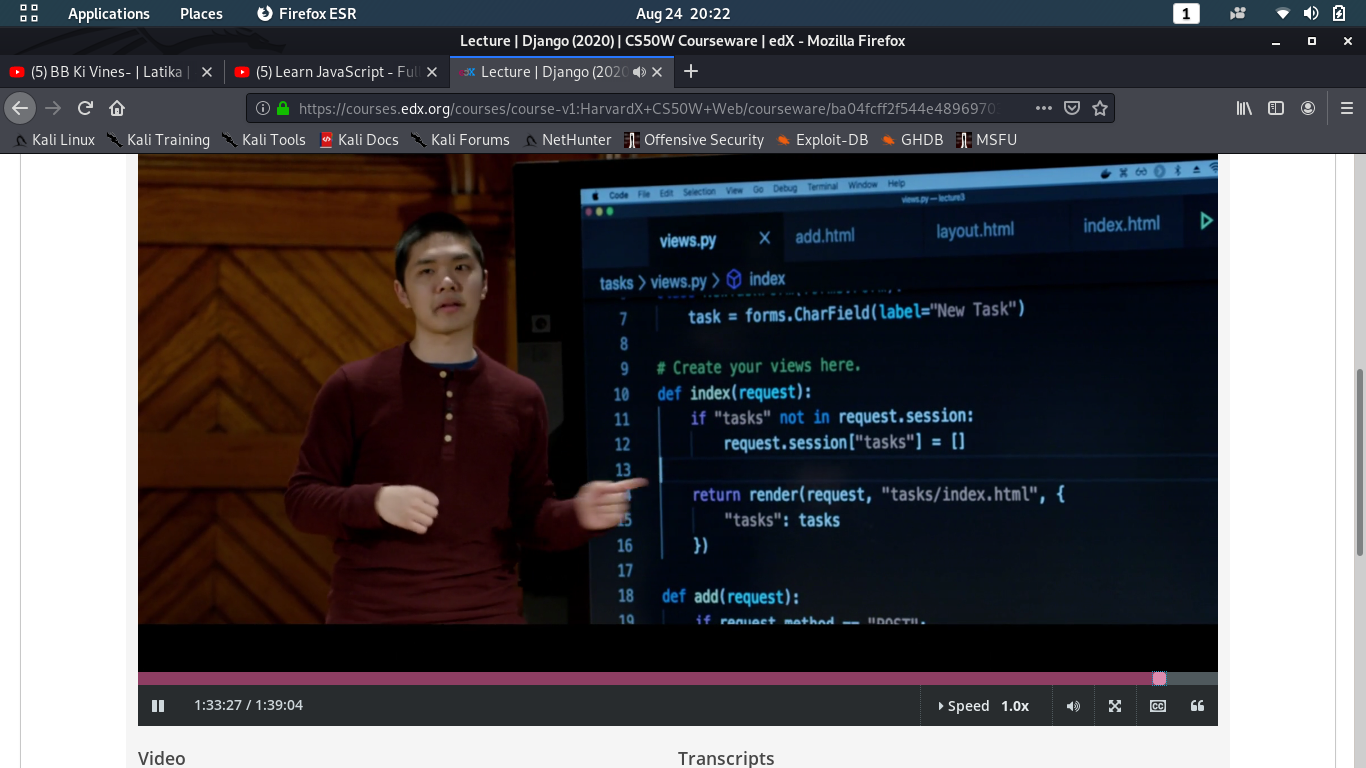 Applications Places Firefox ESR Aug 24 20:22 1
Lecture | Django (2020) | CS50W Courseware | edX - Mozilla Firefox
(5) BB Ki Vines- | Latika | (5) Learn JavaScript - Ful Lecture | Django (2020
https://courses.edx.org/courses/course-v1:HarvardX+CS50W+Web/courseware/ba04fcff2f544e4896970
Kali Linux Kali Training Kali Tools Kali Docs Kali Forums NetHunter Offensive Security Exploit-DB GHDB MSFU
Code File Edit Selection View Go Debug Terminal Window Help
views.py — lecture3
views.py add.html layout.html index.html
tasks > views.py > index
7 task = forms.CharField(label="New Task")
8
9 # Create your views here.
10 def index(request):
11 if "tasks" not in request.session:
12 request.session["tasks"] = []
13
return render(request, "tasks/index.html", {
15 "tasks": tasks
16 })
17
18 def add(request):
19 if request.method == "POST":
1:33:27 / 1:39:04 Speed 1.0x CC
Video Transcripts